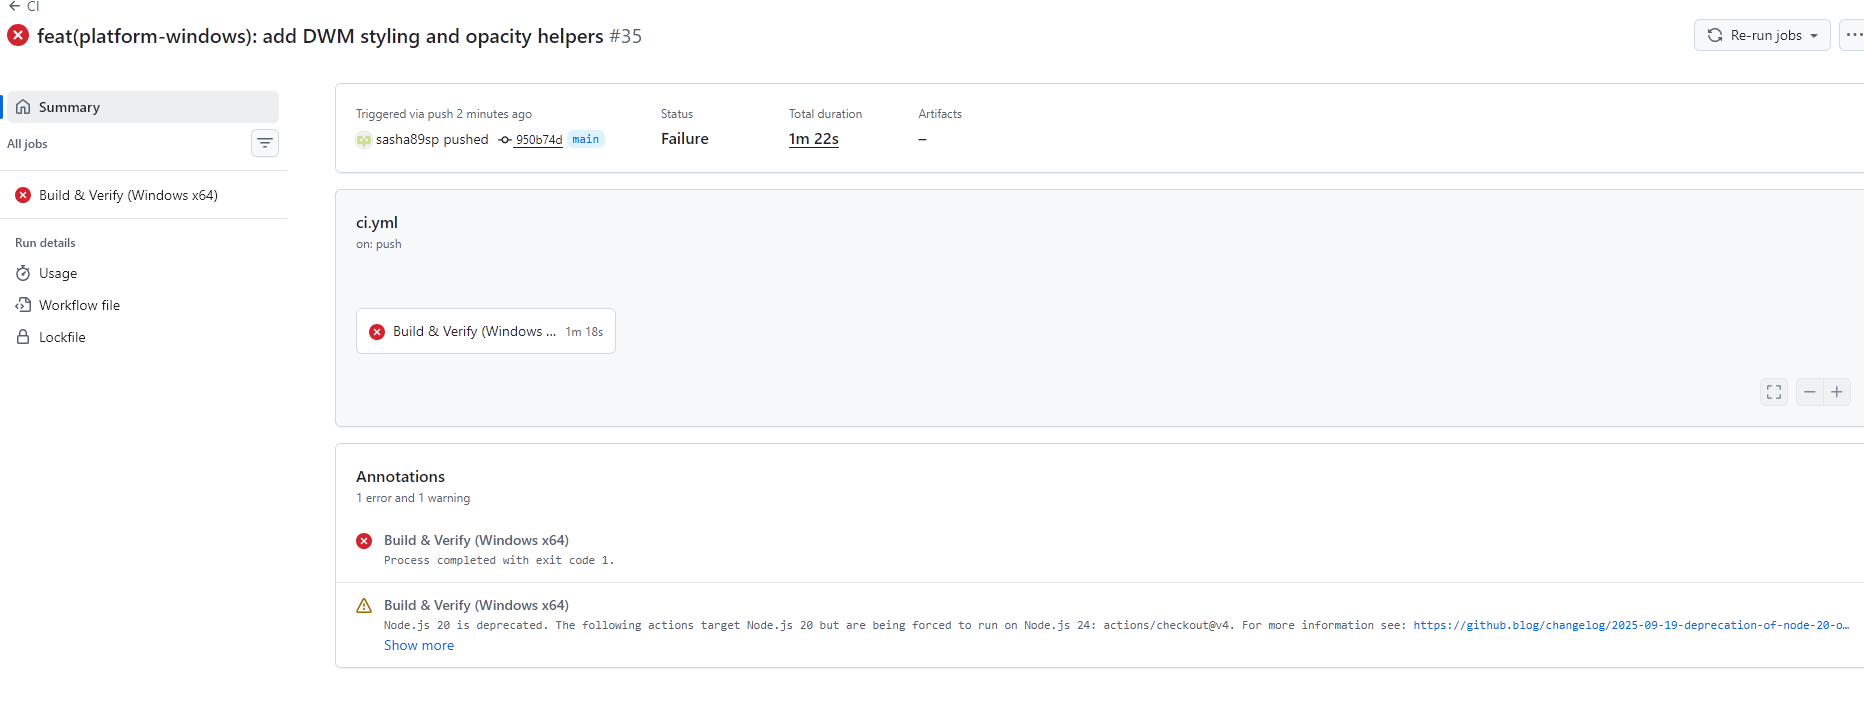 CI
feat(platform-windows): add DWM styling and opacity helpers #35
Re-run jobs
Summary
All jobs
Build & Verify (Windows x64)
Run details
Usage
Workflow file
Lockfile
Triggered via push 2 minutes ago
sasha89sp pushed 950b74d main
Status
Failure
Total duration
1m 22s
Artifacts
–
ci.yml
on: push
Build & Verify (Windows ... 1m 18s
Annotations
1 error and 1 warning
Build & Verify (Windows x64)
Process completed with exit code 1.
Build & Verify (Windows x64)
Node.js 20 is deprecated. The following actions target Node.js 20 but are being forced to run on Node.js 24: actions/checkout@v4. For more information see: https://github.blog/changelog/2025-09-19-deprecation-of-node-20-o…
Show more